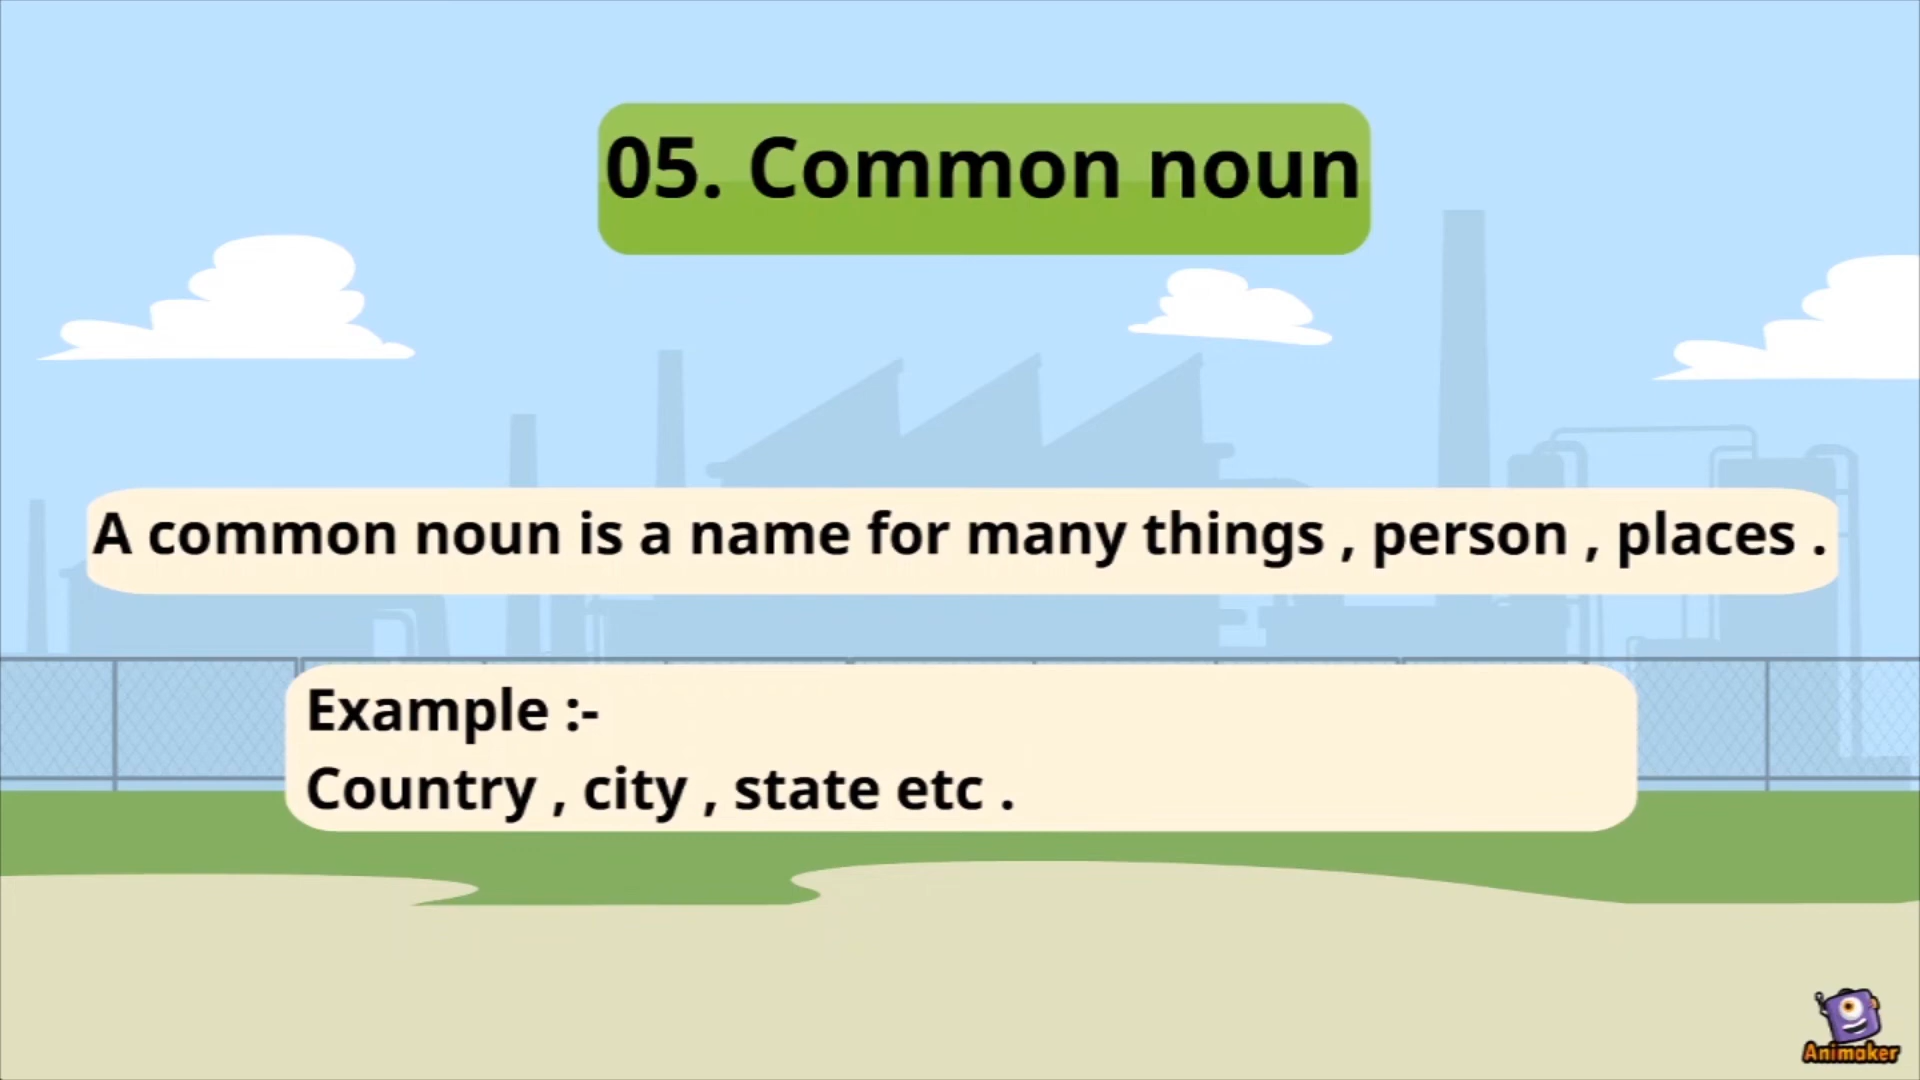 05. Common noun
A common noun is a name for many things , person , places .
Example :-
Country , city , state etc .
Animaker